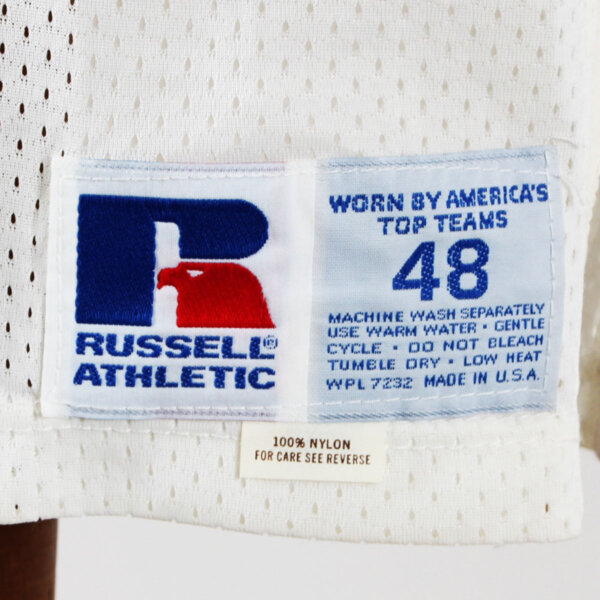 RUSSELL®
ATHLETIC
WORN BY AMERICA'S
TOP TEAMS
48
MACHINE WASH SEPARATELY
USE WARM WATER • GENTLE
CYCLE • DO NOT BLEACH
TUMBLE DRY • LOW HEAT
WPL 7232 MADE IN U.S.A.
100% NYLON
FOR CARE SEE REVERSE